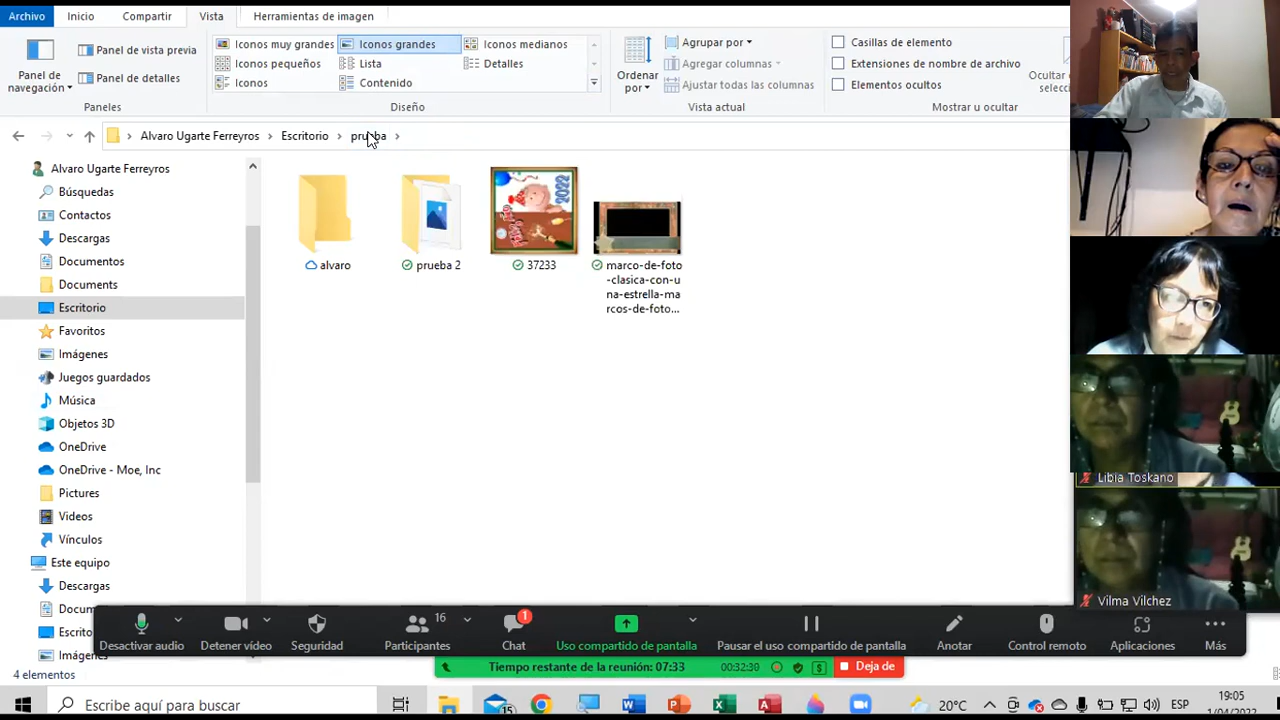 Archivo Inicio Compartir Vista Herramientas de imagen
Panel de navegación
Panel de vista previa
Panel de detalles
Paneles
Iconos muy grandes Iconos grandes Iconos medianos
Iconos pequeños Lista Detalles
Iconos Contenido
Diseño
Ordenar por
Agrupar por
Agregar columnas
Ajustar todas las columnas
Vista actual
Casillas de elemento
Extensiones de nombre de archivo
Elementos ocultos
Ocultar
Mostrar u ocultar
Alvaro Ugarte Ferreyros Escritorio prueba
Alvaro Ugarte Ferreyros
Búsquedas
Contactos
Descargas
Documentos
Documents
Escritorio
Favoritos
Imágenes
Juegos guardados
Música
Objetos 3D
OneDrive
OneDrive - Moe, Inc
Pictures
Videos
Vínculos
Este equipo
Descargas
Docum
Escrito
Imágen
alvaro
prueba 2
2022
37233
marco-de-foto
-clasica-con-u
na-estrella-ma
rcos-de-foto...
Libia Toskano
Vilma Vilchez
Desactivar audio
Detener vídeo
Seguridad
16
Participantes
1
Chat
Uso compartido de pantalla
Pausar el uso compartido de pantalla
Anotar
Control remoto
Aplicaciones
Más
4 elementos
Tiempo restante de la reunión: 07:33
00:32:39
Deja de
Escribe aquí para buscar
15
20°C
ESP
19:05
1/04/2022